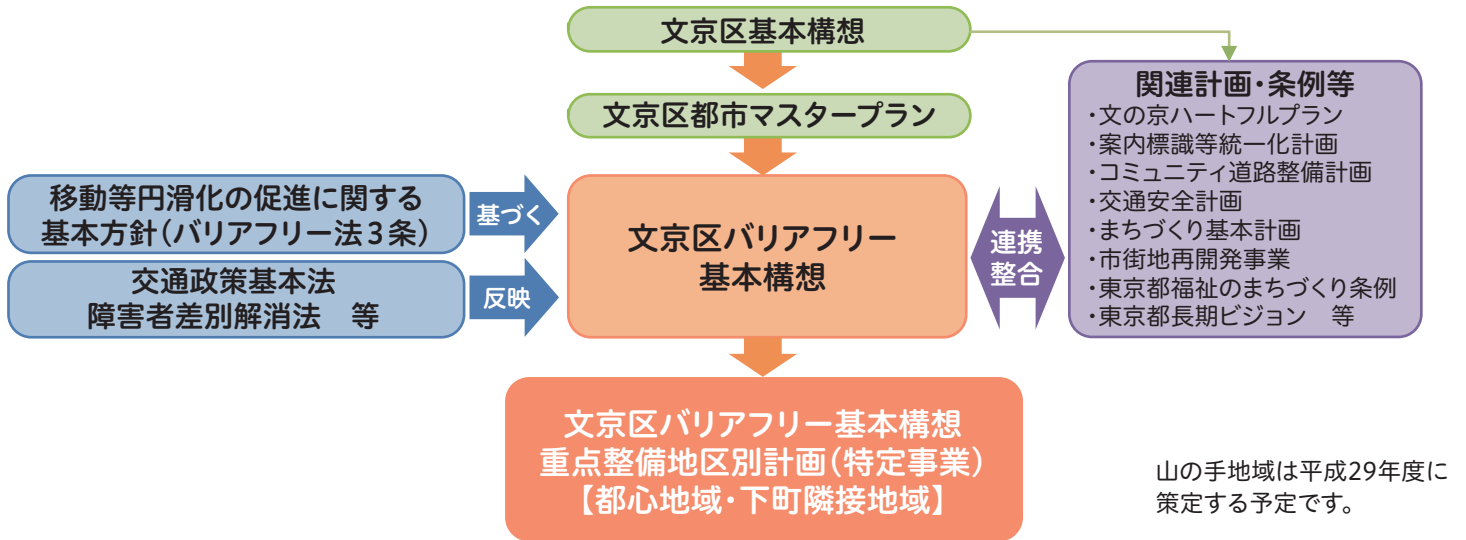 文京区基本構想
文京区都市マスタープラン
移動等円滑化の促進に関する
基本方針(バリアフリー法3条)
基づく
交通政策基本法
障害者差別解消法　等
反映
文京区バリアフリー
基本構想
連携
整合
関連計画・条例等
・文の京ハートフルプラン
・案内標識等統一化計画
・コミュニティ道路整備計画
・交通安全計画
・まちづくり基本計画
・市街地再開発事業
・東京都福祉のまちづくり条例
・東京都長期ビジョン　等
文京区バリアフリー基本構想
重点整備地区別計画(特定事業)
【都心地域・下町隣接地域】
山の手地域は平成29年度に
策定する予定です。